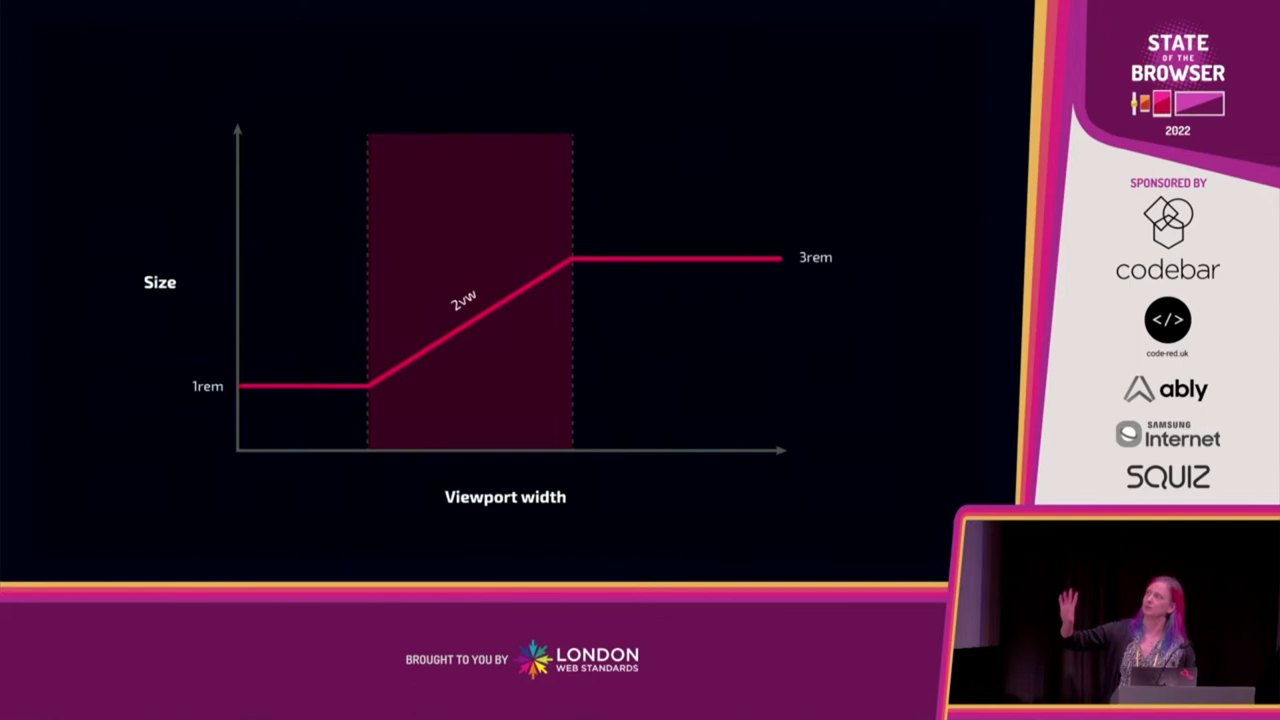 Size
1rem
2vw
3rem
Viewport width
STATE
OF THE
BROWSER
2022
SPONSORED BY
codebar
</>
code-red.uk
ably
SAMSUNG
Internet
SQUIZ
BROUGHT TO YOU BY
LONDON
WEB STANDARDS